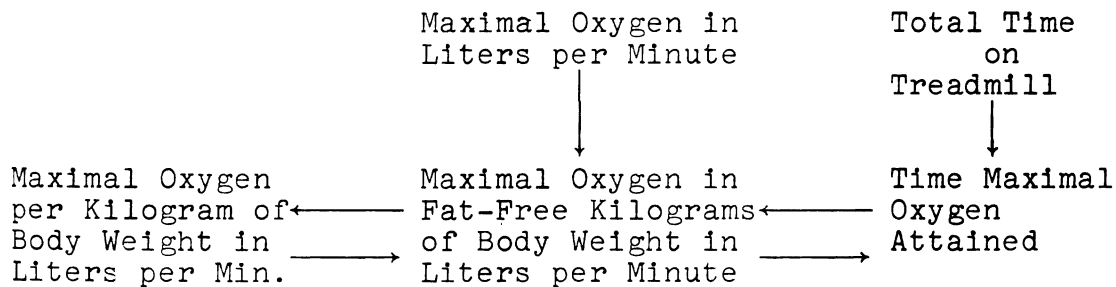 Maximal Oxygen in
Liters per Minute
Total Time
on
Treadmill
Maximal Oxygen
per Kilogram of
Body Weight in
Liters per Min.
Maximal Oxygen in
Fat-Free Kilograms
of Body Weight in
Liters per Minute
Time Maximal
Oxygen
Attained